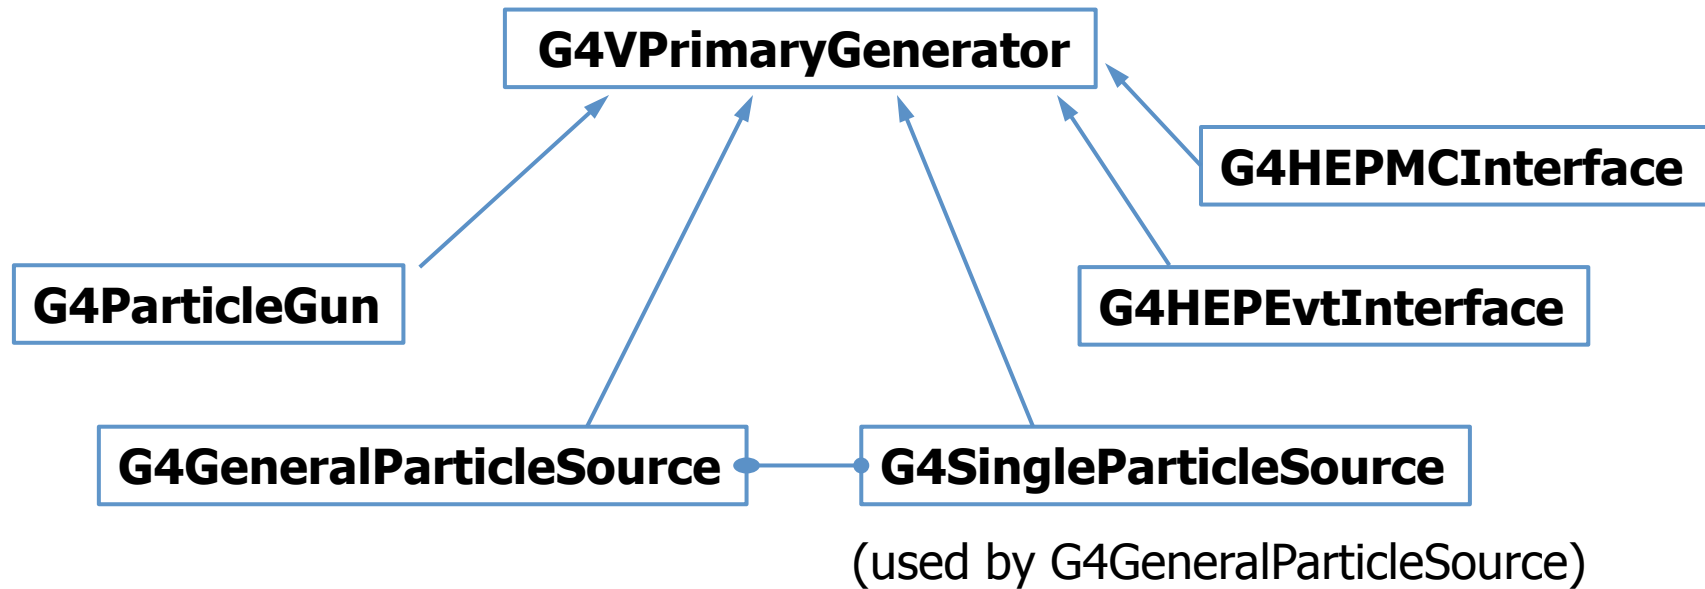 G4VPrimaryGenerator
G4HEPMCInterface
G4ParticleGun
G4HEPEvtInterface
G4GeneralParticleSource
G4SingleParticleSource
(used by G4GeneralParticleSource)